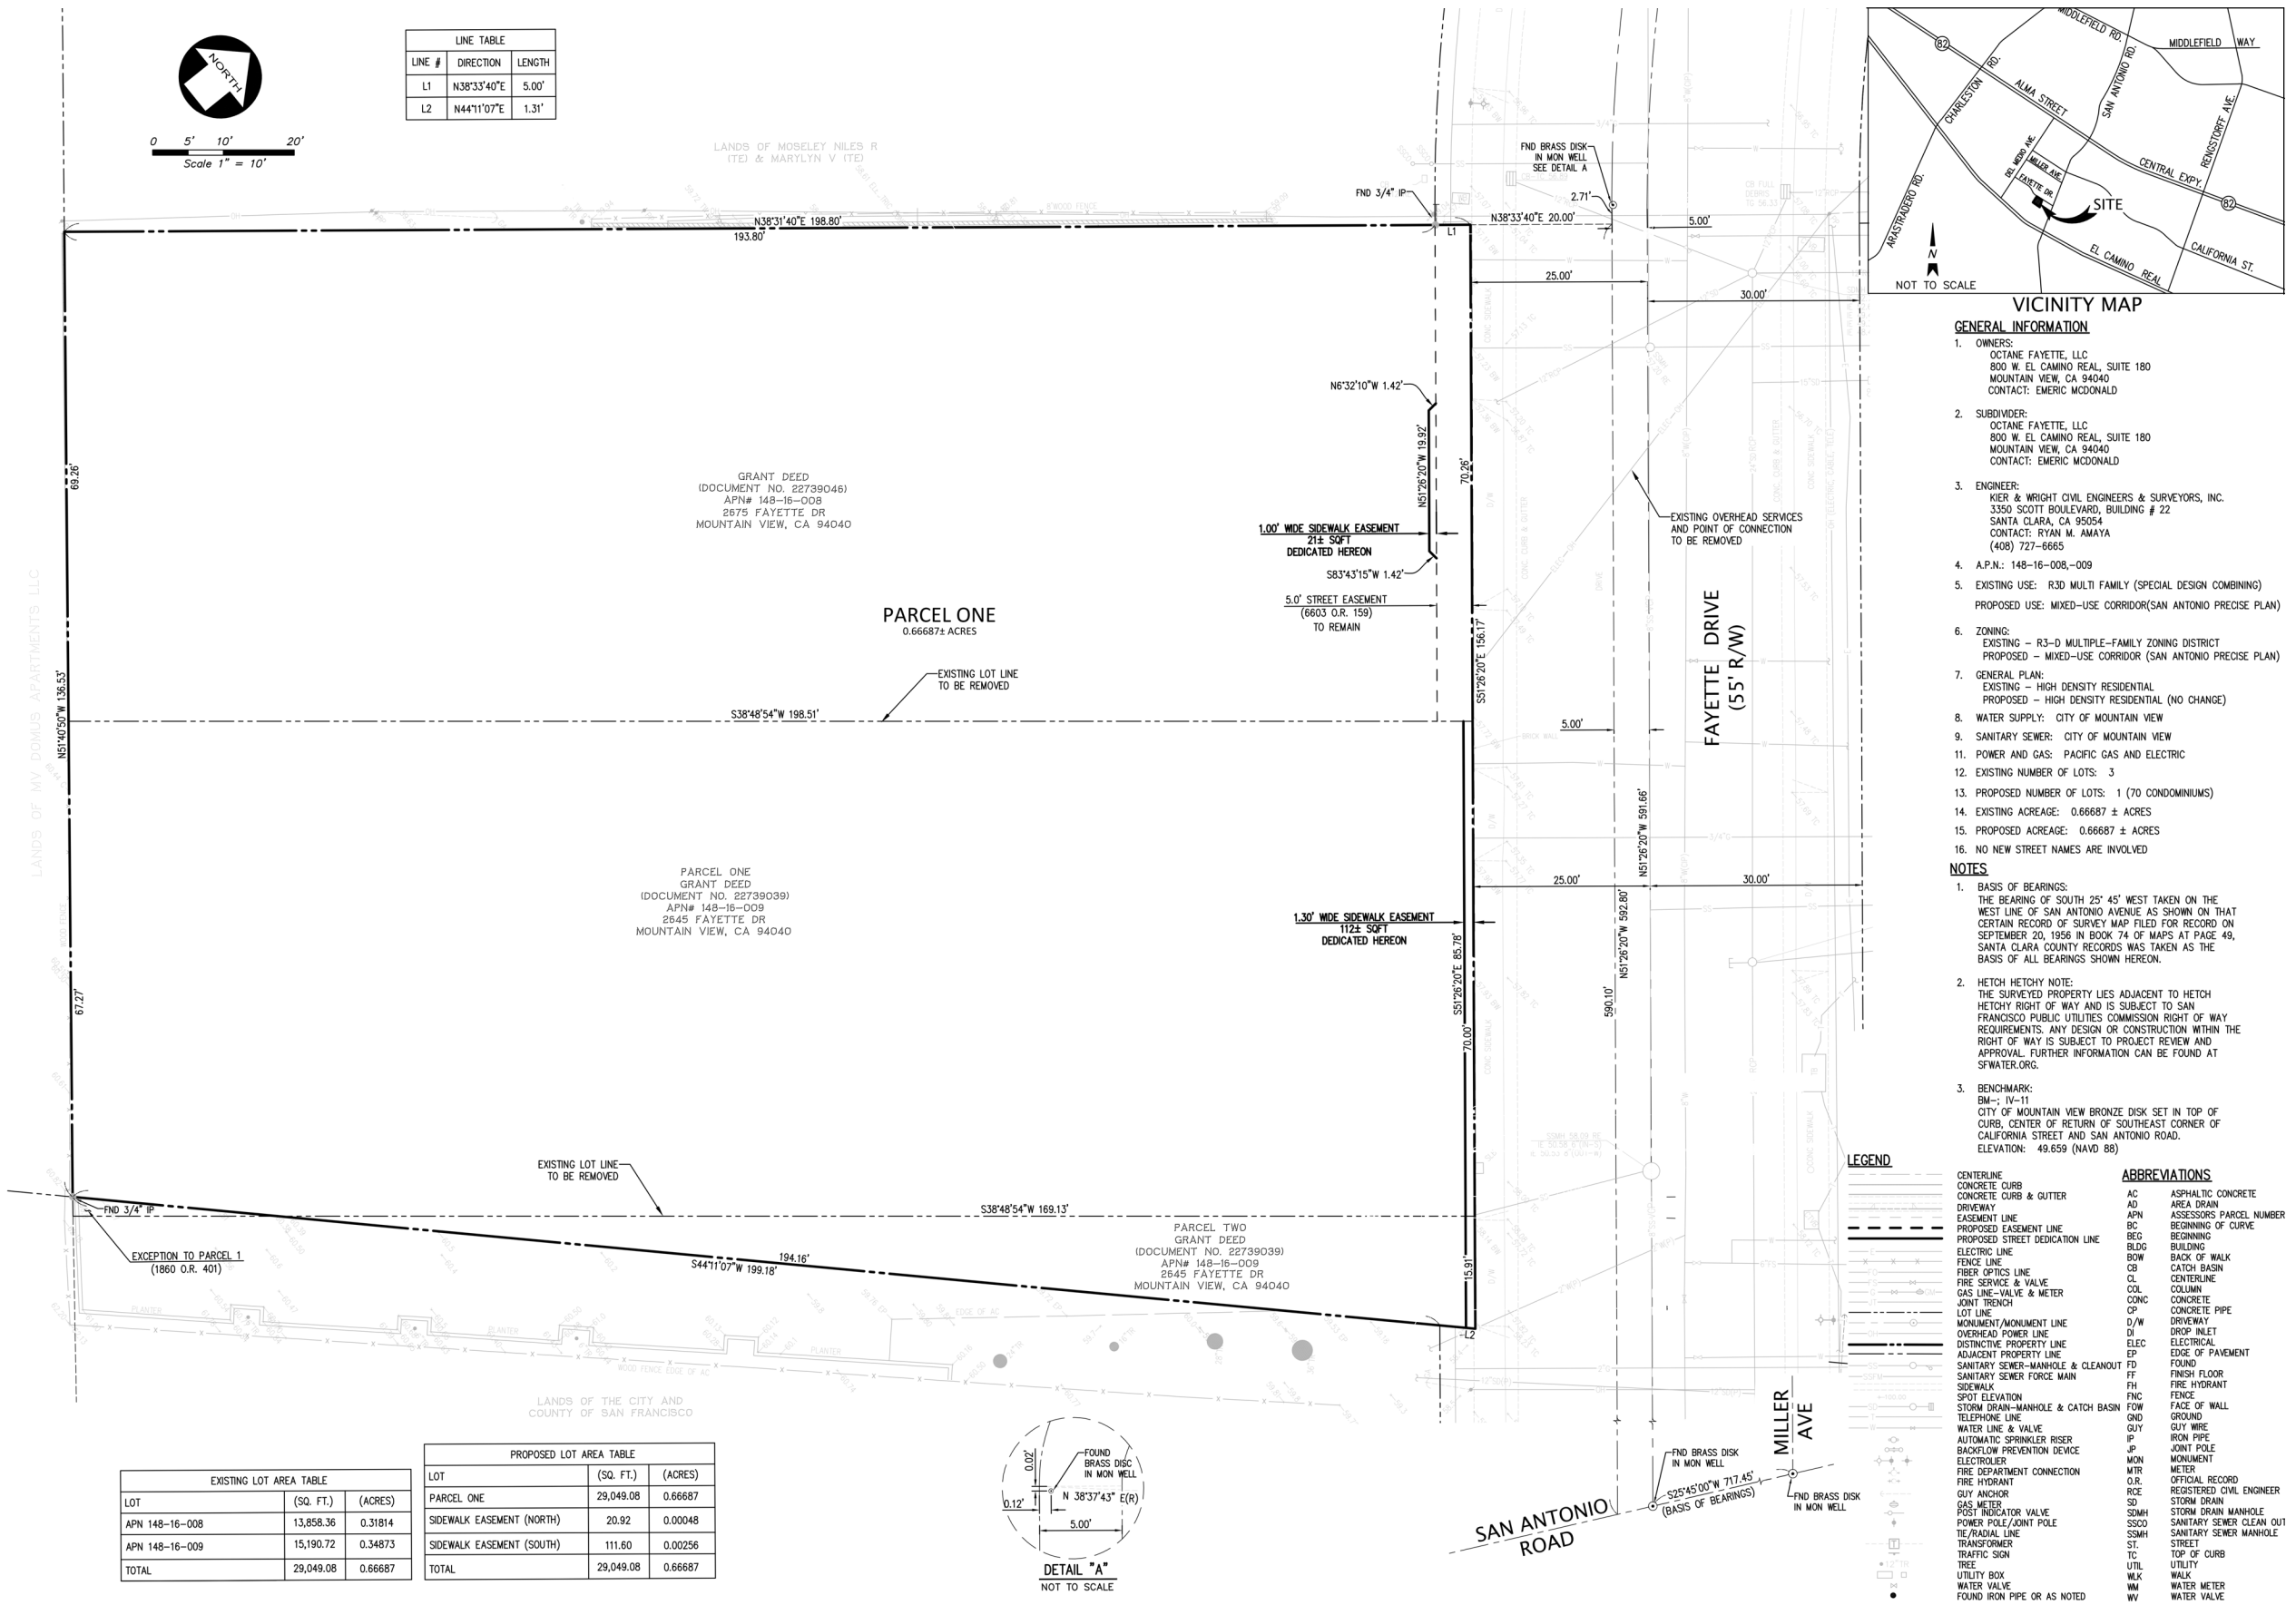 LINE TABLE
LINE # DIRECTION LENGTH
L1 N38°33'40"E 5.00'
L2 N44°11'07"E 1.31'
NORTH
0 5' 10' 20'
Scale 1" = 10'
LANDS OF MOSELEY NILES R
(TE) & MARYLYN V (TE)
FND 3/4" IP
FND BRASS DISK
IN MON WELL
SEE DETAIL A
2.71'
N38°31'40"E 198.80'
193.80'
8'WOOD FENCE
L1
N38°33'40"E 20.00'
5.00'
25.00'
30.00'
69.26'
N51°40'50"W 136.53'
67.27'
LANDS OF MV DOMUS APARTMENTS LLC
GRANT DEED
(DOCUMENT NO. 22739046)
APN# 148-16-008
2675 FAYETTE DR
MOUNTAIN VIEW, CA 94040
N6°32'10"W 1.42'
N51°26'20"W 19.92'
70.26'
1.00' WIDE SIDEWALK EASEMENT
21± SQFT
DEDICATED HEREON
S83°43'15"W 1.42'
5.0' STREET EASEMENT
(6603 O.R. 159)
TO REMAIN
EXISTING OVERHEAD SERVICES
AND POINT OF CONNECTION
TO BE REMOVED
PARCEL ONE
0.66687± ACRES
EXISTING LOT LINE
TO BE REMOVED
S38°48'54"W 198.51'
S51°26'20"E 156.17'
FAYETTE DRIVE
(55' R/W)
5.00'
BRICK WALL
PARCEL ONE
GRANT DEED
(DOCUMENT NO. 22739039)
APN# 148-16-009
2645 FAYETTE DR
MOUNTAIN VIEW, CA 94040
1.30' WIDE SIDEWALK EASEMENT
112± SQFT
DEDICATED HEREON
S51°26'20"E 85.78'
70.00'
15.91'
25.00'
30.00'
N51°26'20"W 591.66'
N51°26'20"W 592.80'
590.10'
EXISTING LOT LINE
TO BE REMOVED
S38°48'54"W 169.13'
FND 3/4" IP
EXCEPTION TO PARCEL 1
(1860 O.R. 401)
194.16'
S44°11'07"W 199.18'
PARCEL TWO
GRANT DEED
(DOCUMENT NO. 22739039)
APN# 148-16-009
2645 FAYETTE DR
MOUNTAIN VIEW, CA 94040
L2
PLANTER
PLANTER
PLANTER
EDGE OF AC
WOOD FENCE EDGE OF AC
LANDS OF THE CITY AND
COUNTY OF SAN FRANCISCO
EXISTING LOT AREA TABLE
LOT (SQ. FT.) (ACRES)
APN 148-16-008 13,858.36 0.31814
APN 148-16-009 15,190.72 0.34873
TOTAL 29,049.08 0.66687
PROPOSED LOT AREA TABLE
LOT (SQ. FT.) (ACRES)
PARCEL ONE 29,049.08 0.66687
SIDEWALK EASEMENT (NORTH) 20.92 0.00048
SIDEWALK EASEMENT (SOUTH) 111.60 0.00256
TOTAL 29,049.08 0.66687
0.02'
FOUND
BRASS DISC
IN MON WELL
N 38°37'43" E(R)
0.12'
5.00'
DETAIL "A"
NOT TO SCALE
SAN ANTONIO
ROAD
FND BRASS DISK
IN MON WELL
S25°45'00"W 717.45'
(BASIS OF BEARINGS)
MILLER
AVE
FND BRASS DISK
IN MON WELL
MIDDLEFIELD RD.
MIDDLEFIELD WAY
82
CHARLESTON RD.
ALMA STREET
SAN ANTONIO RD.
RENGSTORFF AVE.
DEL MEDIO AVE.
MILLER AVE.
FAYETTE DR.
CENTRAL EXPY.
SITE
82
ARASTRADERO RD.
EL CAMINO REAL
CALIFORNIA ST.
N
NOT TO SCALE
VICINITY MAP
GENERAL INFORMATION
1. OWNERS:
OCTANE FAYETTE, LLC
800 W. EL CAMINO REAL, SUITE 180
MOUNTAIN VIEW, CA 94040
CONTACT: EMERIC MCDONALD
2. SUBDIVIDER:
OCTANE FAYETTE, LLC
800 W. EL CAMINO REAL, SUITE 180
MOUNTAIN VIEW, CA 94040
CONTACT: EMERIC MCDONALD
3. ENGINEER:
KIER & WRIGHT CIVIL ENGINEERS & SURVEYORS, INC.
3350 SCOTT BOULEVARD, BUILDING # 22
SANTA CLARA, CA 95054
CONTACT: RYAN M. AMAYA
(408) 727-6665
4. A.P.N.: 148-16-008,-009
5. EXISTING USE: R3D MULTI FAMILY (SPECIAL DESIGN COMBINING)
PROPOSED USE: MIXED-USE CORRIDOR(SAN ANTONIO PRECISE PLAN)
6. ZONING:
EXISTING - R3-D MULTIPLE-FAMILY ZONING DISTRICT
PROPOSED - MIXED-USE CORRIDOR (SAN ANTONIO PRECISE PLAN)
7. GENERAL PLAN:
EXISTING - HIGH DENSITY RESIDENTIAL
PROPOSED - HIGH DENSITY RESIDENTIAL (NO CHANGE)
8. WATER SUPPLY: CITY OF MOUNTAIN VIEW
9. SANITARY SEWER: CITY OF MOUNTAIN VIEW
11. POWER AND GAS: PACIFIC GAS AND ELECTRIC
12. EXISTING NUMBER OF LOTS: 3
13. PROPOSED NUMBER OF LOTS: 1 (70 CONDOMINIUMS)
14. EXISTING ACREAGE: 0.66687 ± ACRES
15. PROPOSED ACREAGE: 0.66687 ± ACRES
16. NO NEW STREET NAMES ARE INVOLVED
NOTES
1. BASIS OF BEARINGS:
THE BEARING OF SOUTH 25° 45' WEST TAKEN ON THE
WEST LINE OF SAN ANTONIO AVENUE AS SHOWN ON THAT
CERTAIN RECORD OF SURVEY MAP FILED FOR RECORD ON
SEPTEMBER 20, 1956 IN BOOK 74 OF MAPS AT PAGE 49,
SANTA CLARA COUNTY RECORDS WAS TAKEN AS THE
BASIS OF ALL BEARINGS SHOWN HEREON.
2. HETCH HETCHY NOTE:
THE SURVEYED PROPERTY LIES ADJACENT TO HETCH
HETCHY RIGHT OF WAY AND IS SUBJECT TO SAN
FRANCISCO PUBLIC UTILITIES COMMISSION RIGHT OF WAY
REQUIREMENTS. ANY DESIGN OR CONSTRUCTION WITHIN THE
RIGHT OF WAY IS SUBJECT TO PROJECT REVIEW AND
APPROVAL. FURTHER INFORMATION CAN BE FOUND AT
SFWATER.ORG.
3. BENCHMARK:
BM-; IV-11
CITY OF MOUNTAIN VIEW BRONZE DISK SET IN TOP OF
CURB, CENTER OF RETURN OF SOUTHEAST CORNER OF
CALIFORNIA STREET AND SAN ANTONIO ROAD.
ELEVATION: 49.659 (NAVD 88)
LEGEND
CENTERLINE
CONCRETE CURB
CONCRETE CURB & GUTTER
DRIVEWAY
EASEMENT LINE
PROPOSED EASEMENT LINE
PROPOSED STREET DEDICATION LINE
ELECTRIC LINE
FENCE LINE
FIBER OPTICS LINE
FIRE SERVICE & VALVE
GAS LINE-VALVE & METER
JOINT TRENCH
LOT LINE
MONUMENT/MONUMENT LINE
OVERHEAD POWER LINE
DISTINCTIVE PROPERTY LINE
ADJACENT PROPERTY LINE
SANITARY SEWER-MANHOLE & CLEANOUT
SANITARY SEWER FORCE MAIN
SIDEWALK
SPOT ELEVATION
STORM DRAIN-MANHOLE & CATCH BASIN
TELEPHONE LINE
WATER LINE & VALVE
AUTOMATIC SPRINKLER RISER
BACKFLOW PREVENTION DEVICE
ELECTROLIER
FIRE DEPARTMENT CONNECTION
FIRE HYDRANT
GUY ANCHOR
GAS METER
POST INDICATOR VALVE
POWER POLE/JOINT POLE
TIE/RADIAL LINE
TRANSFORMER
TRAFFIC SIGN
TREE
UTILITY BOX
WATER VALVE
FOUND IRON PIPE OR AS NOTED
ABBREVIATIONS
AC ASPHALTIC CONCRETE
AD AREA DRAIN
APN ASSESSORS PARCEL NUMBER
BC BEGINNING OF CURVE
BEG BEGINNING
BLDG BUILDING
BOW BACK OF WALK
CB CATCH BASIN
CL CENTERLINE
COL COLUMN
CONC CONCRETE
CP CONCRETE PIPE
D/W DRIVEWAY
DI DROP INLET
ELEC ELECTRICAL
EP EDGE OF PAVEMENT
FD FOUND
FF FINISH FLOOR
FH FIRE HYDRANT
FNC FENCE
FOW FACE OF WALL
GND GROUND
GUY GUY WIRE
IP IRON PIPE
JP JOINT POLE
MON MONUMENT
MTR METER
O.R. OFFICIAL RECORD
RCE REGISTERED CIVIL ENGINEER
SD STORM DRAIN
SDMH STORM DRAIN MANHOLE
SSCO SANITARY SEWER CLEAN OUT
SSMH SANITARY SEWER MANHOLE
ST. STREET
TC TOP OF CURB
UTIL UTILITY
WLK WALK
WM WATER METER
WV WATER VALVE